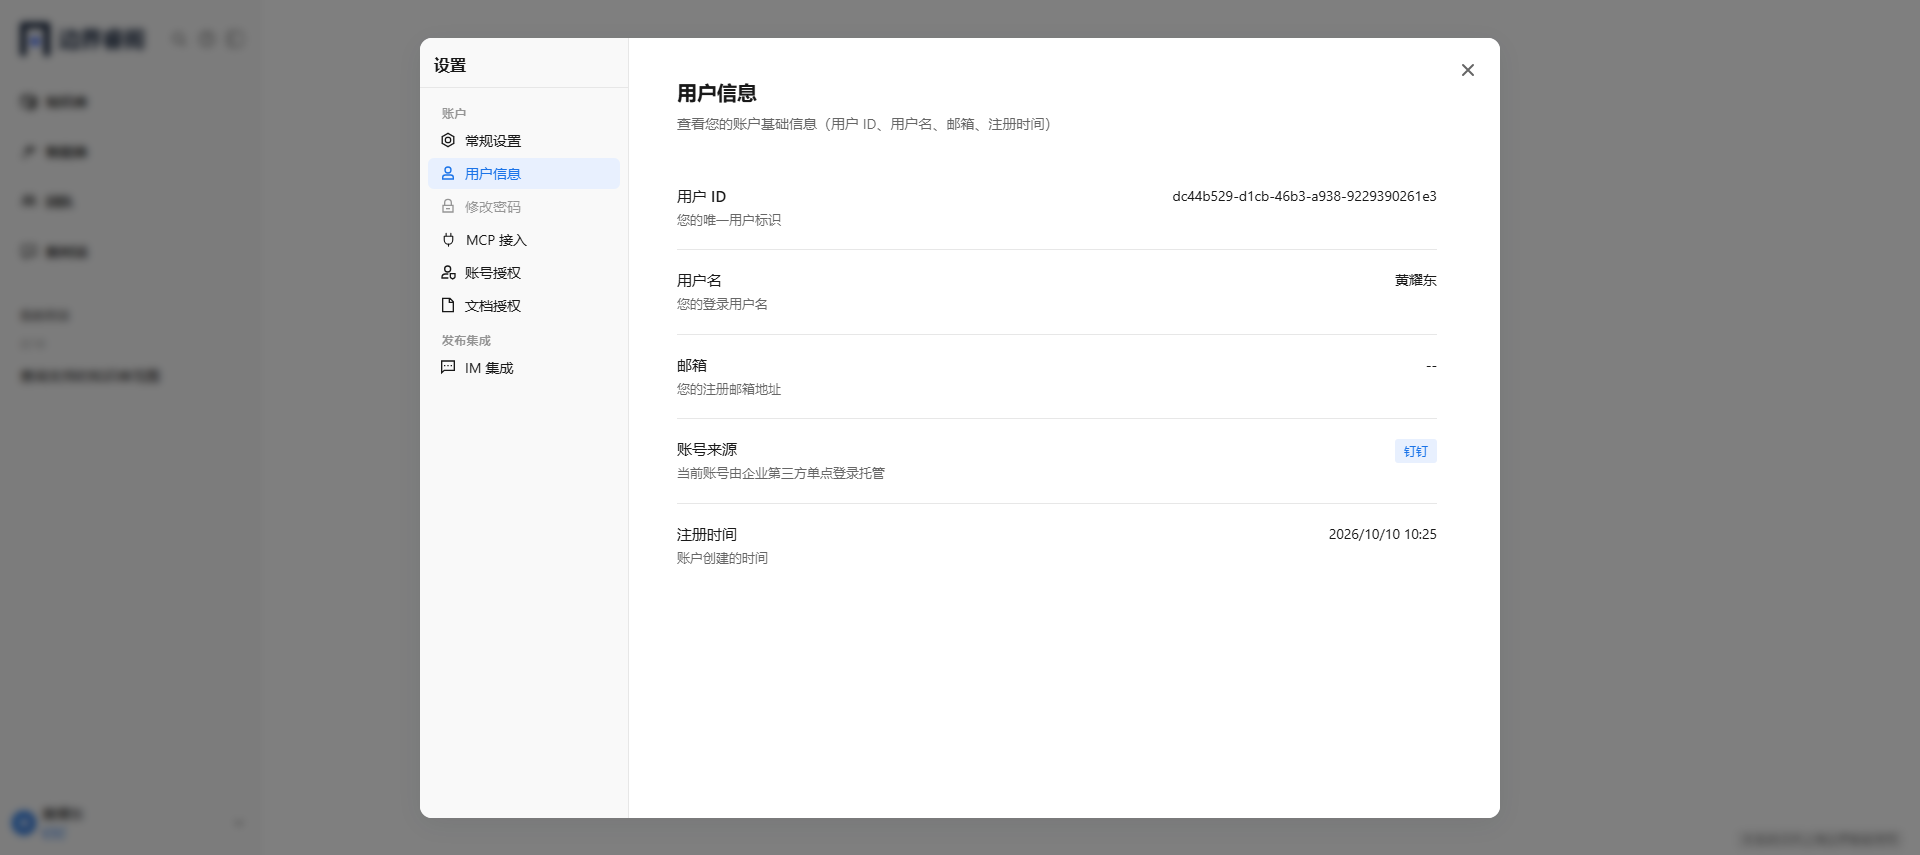 设置
账户
常规设置
用户信息
修改密码
MCP 接入
账号授权
文档授权
发布集成
IM 集成
用户信息
查看您的账户基础信息（用户 ID、用户名、邮箱、注册时间）
用户 ID
dc44b529-d1cb-46b3-a938-9229390261e3
您的唯一用户标识
用户名
黄耀东
您的登录用户名
邮箱
--
您的注册邮箱地址
账号来源
钉钉
当前账号由企业第三方单点登录托管
注册时间
2026/10/10 10:25
账户创建的时间